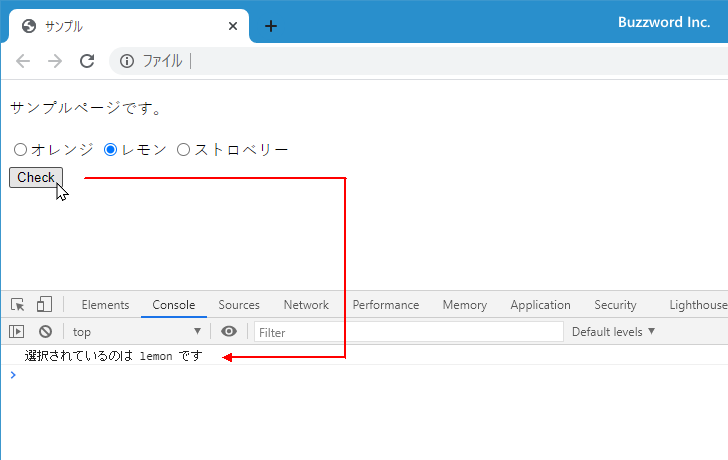 サンプル
Buzzword Inc.
ファイル
サンプルページです。
オレンジ レモン ストロベリー
Check
Elements Console Sources Network Performance Memory Application Security Lighthouse
top Filter Default levels
選択されているのは lemon です